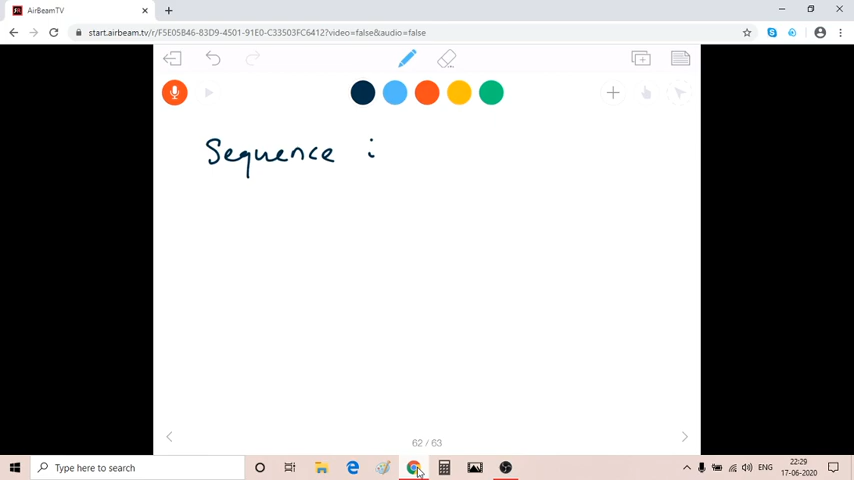 AirBeamTV
start.airbeam.tv/r/F5E05B46-83D9-4501-91E0-C33503FC6412?video=false&audio=false
Sequence :
62 / 63
Type here to search
ENG
22:29
17-06-2020